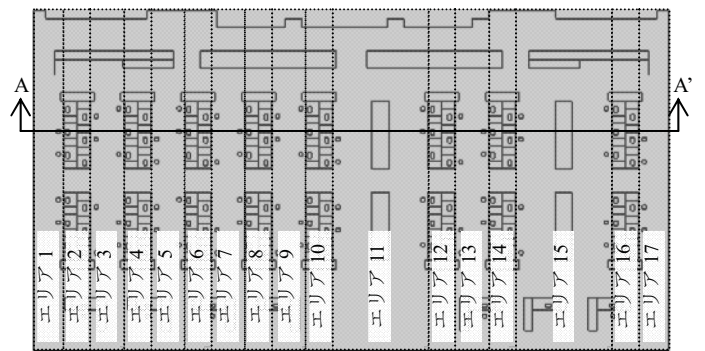 A
A’
エリア 1
エリア 2
エリア 3
エリア 4
エリア 5
エリア 6
エリア 7
エリア 8
エリア 9
エリア 10
エリア 11
エリア 12
エリア 13
エリア 14
エリア 15
エリア 16
エリア 17